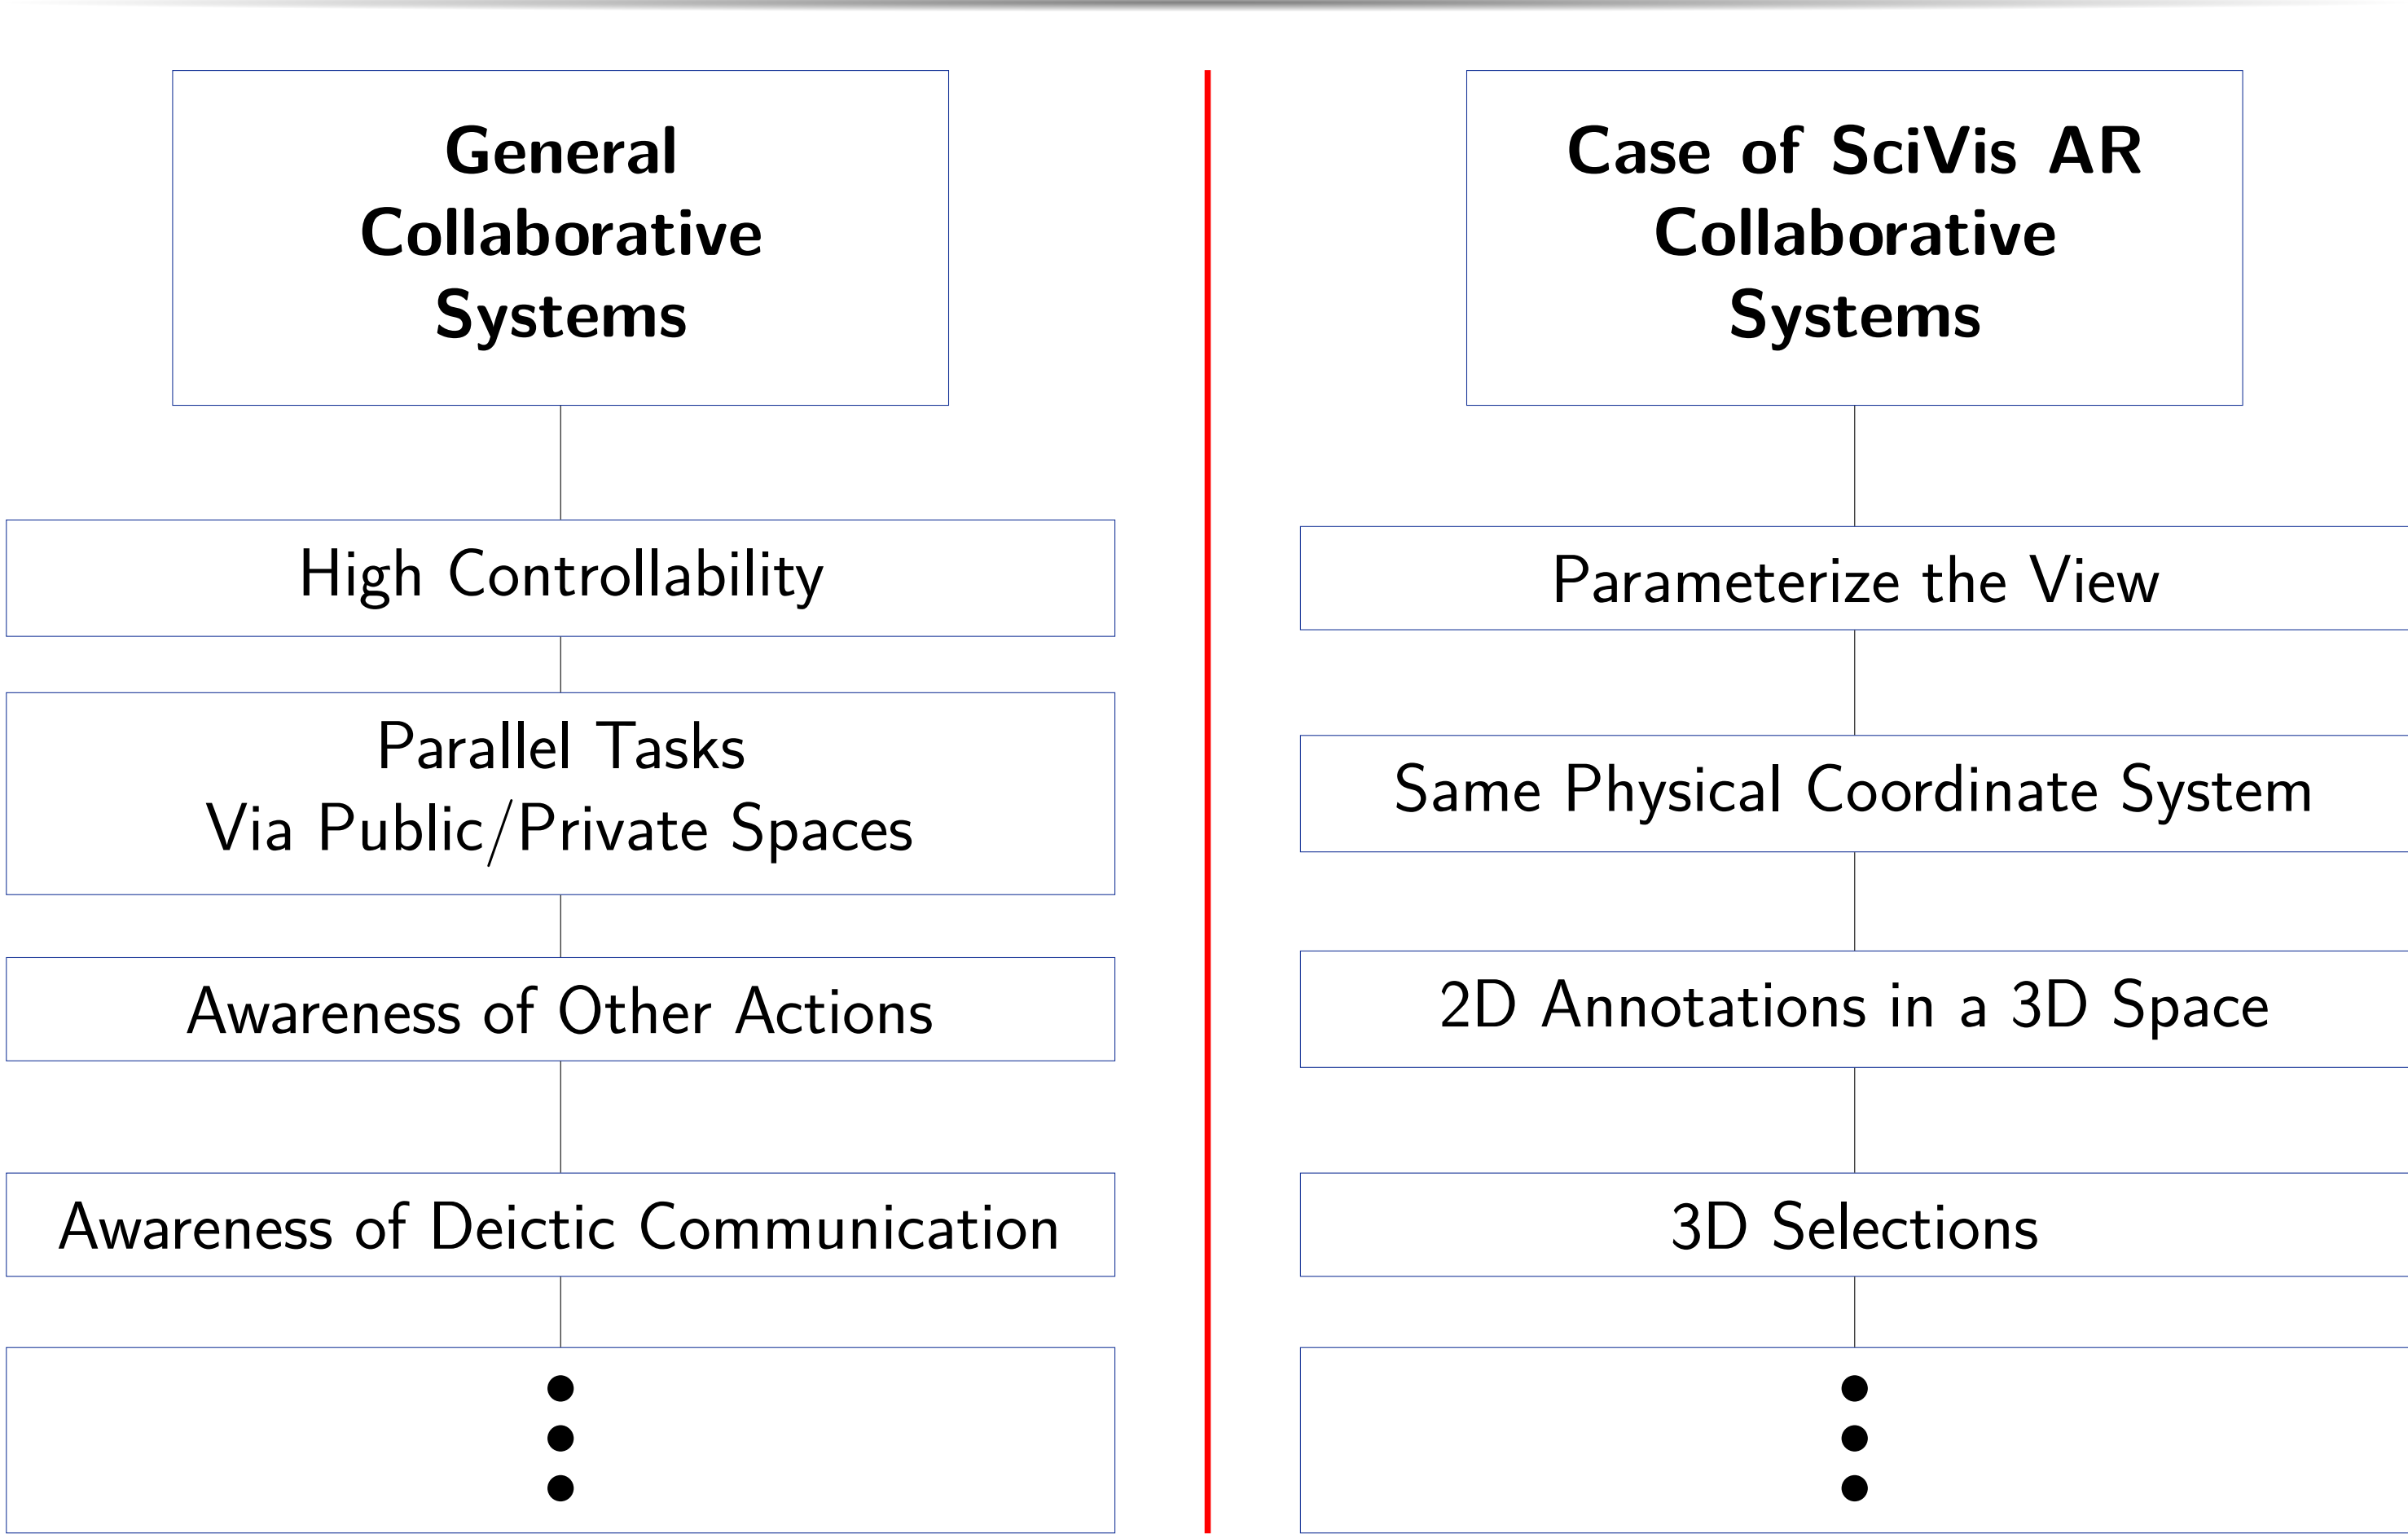 General
Collaborative
Systems
High Controllability
Parallel Tasks
Via Public/Private Spaces
Awareness of Other Actions
Awareness of Deictic Communication
Case of SciVis AR
Collaborative
Systems
Parameterize the View
Same Physical Coordinate System
2D Annotations in a 3D Space
3D Selections